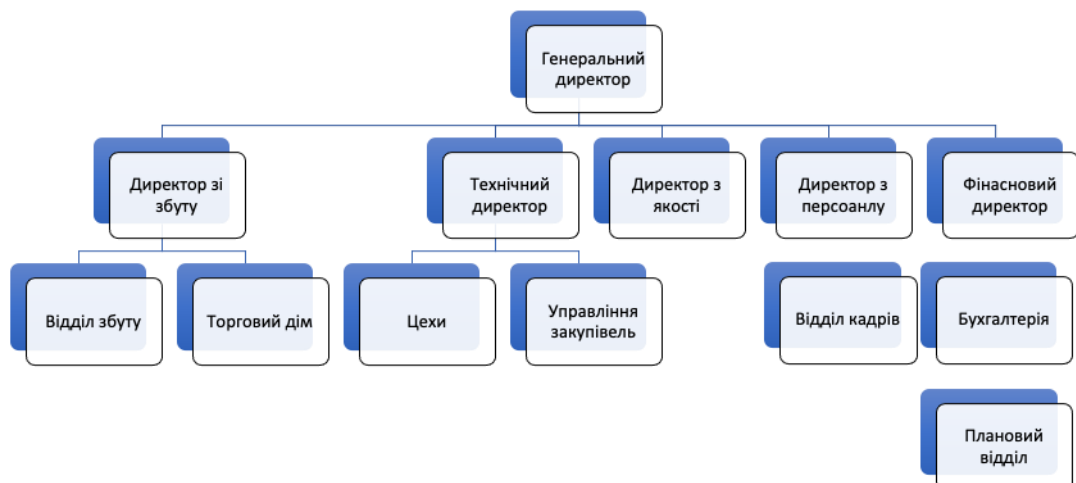 Генеральний
директор
Директор зі
збуту
Технічний
директор
Директор з
якості
Директор з
персоанлу
Фінасновий
директор
Відділ збуту
Торговий дім
Цехи
Управління
закупівель
Відділ кадрів
Бухгалтерія
Плановий
відділ